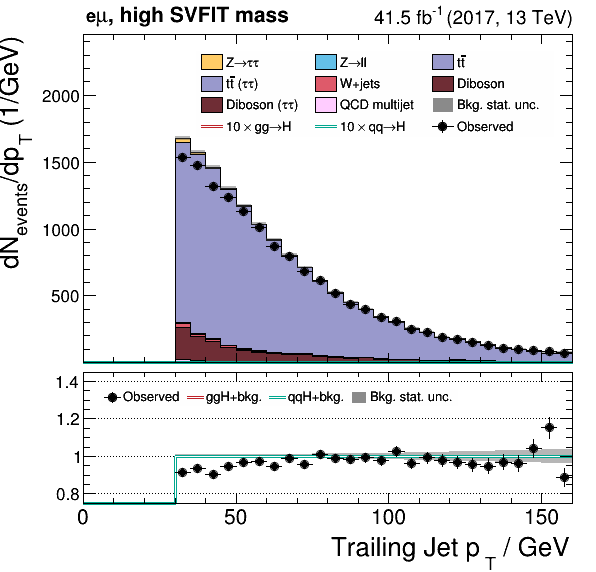 eμ, high SVFIT mass 41.5 fb⁻¹ (2017, 13 TeV)
dN_events/dp_T (1/GeV)
2000
1500
1000
500
Z→ττ Z→ll tt̄
tt̄ (ττ) W+jets Diboson
Diboson (ττ) QCD multijet Bkg. stat. unc.
10 × gg→H 10 × qq→H Observed
1.4
1.2
1
0.8
Observed ggH+bkg. qqH+bkg. Bkg. stat. unc.
0 50 100 150
Trailing Jet p_T / GeV